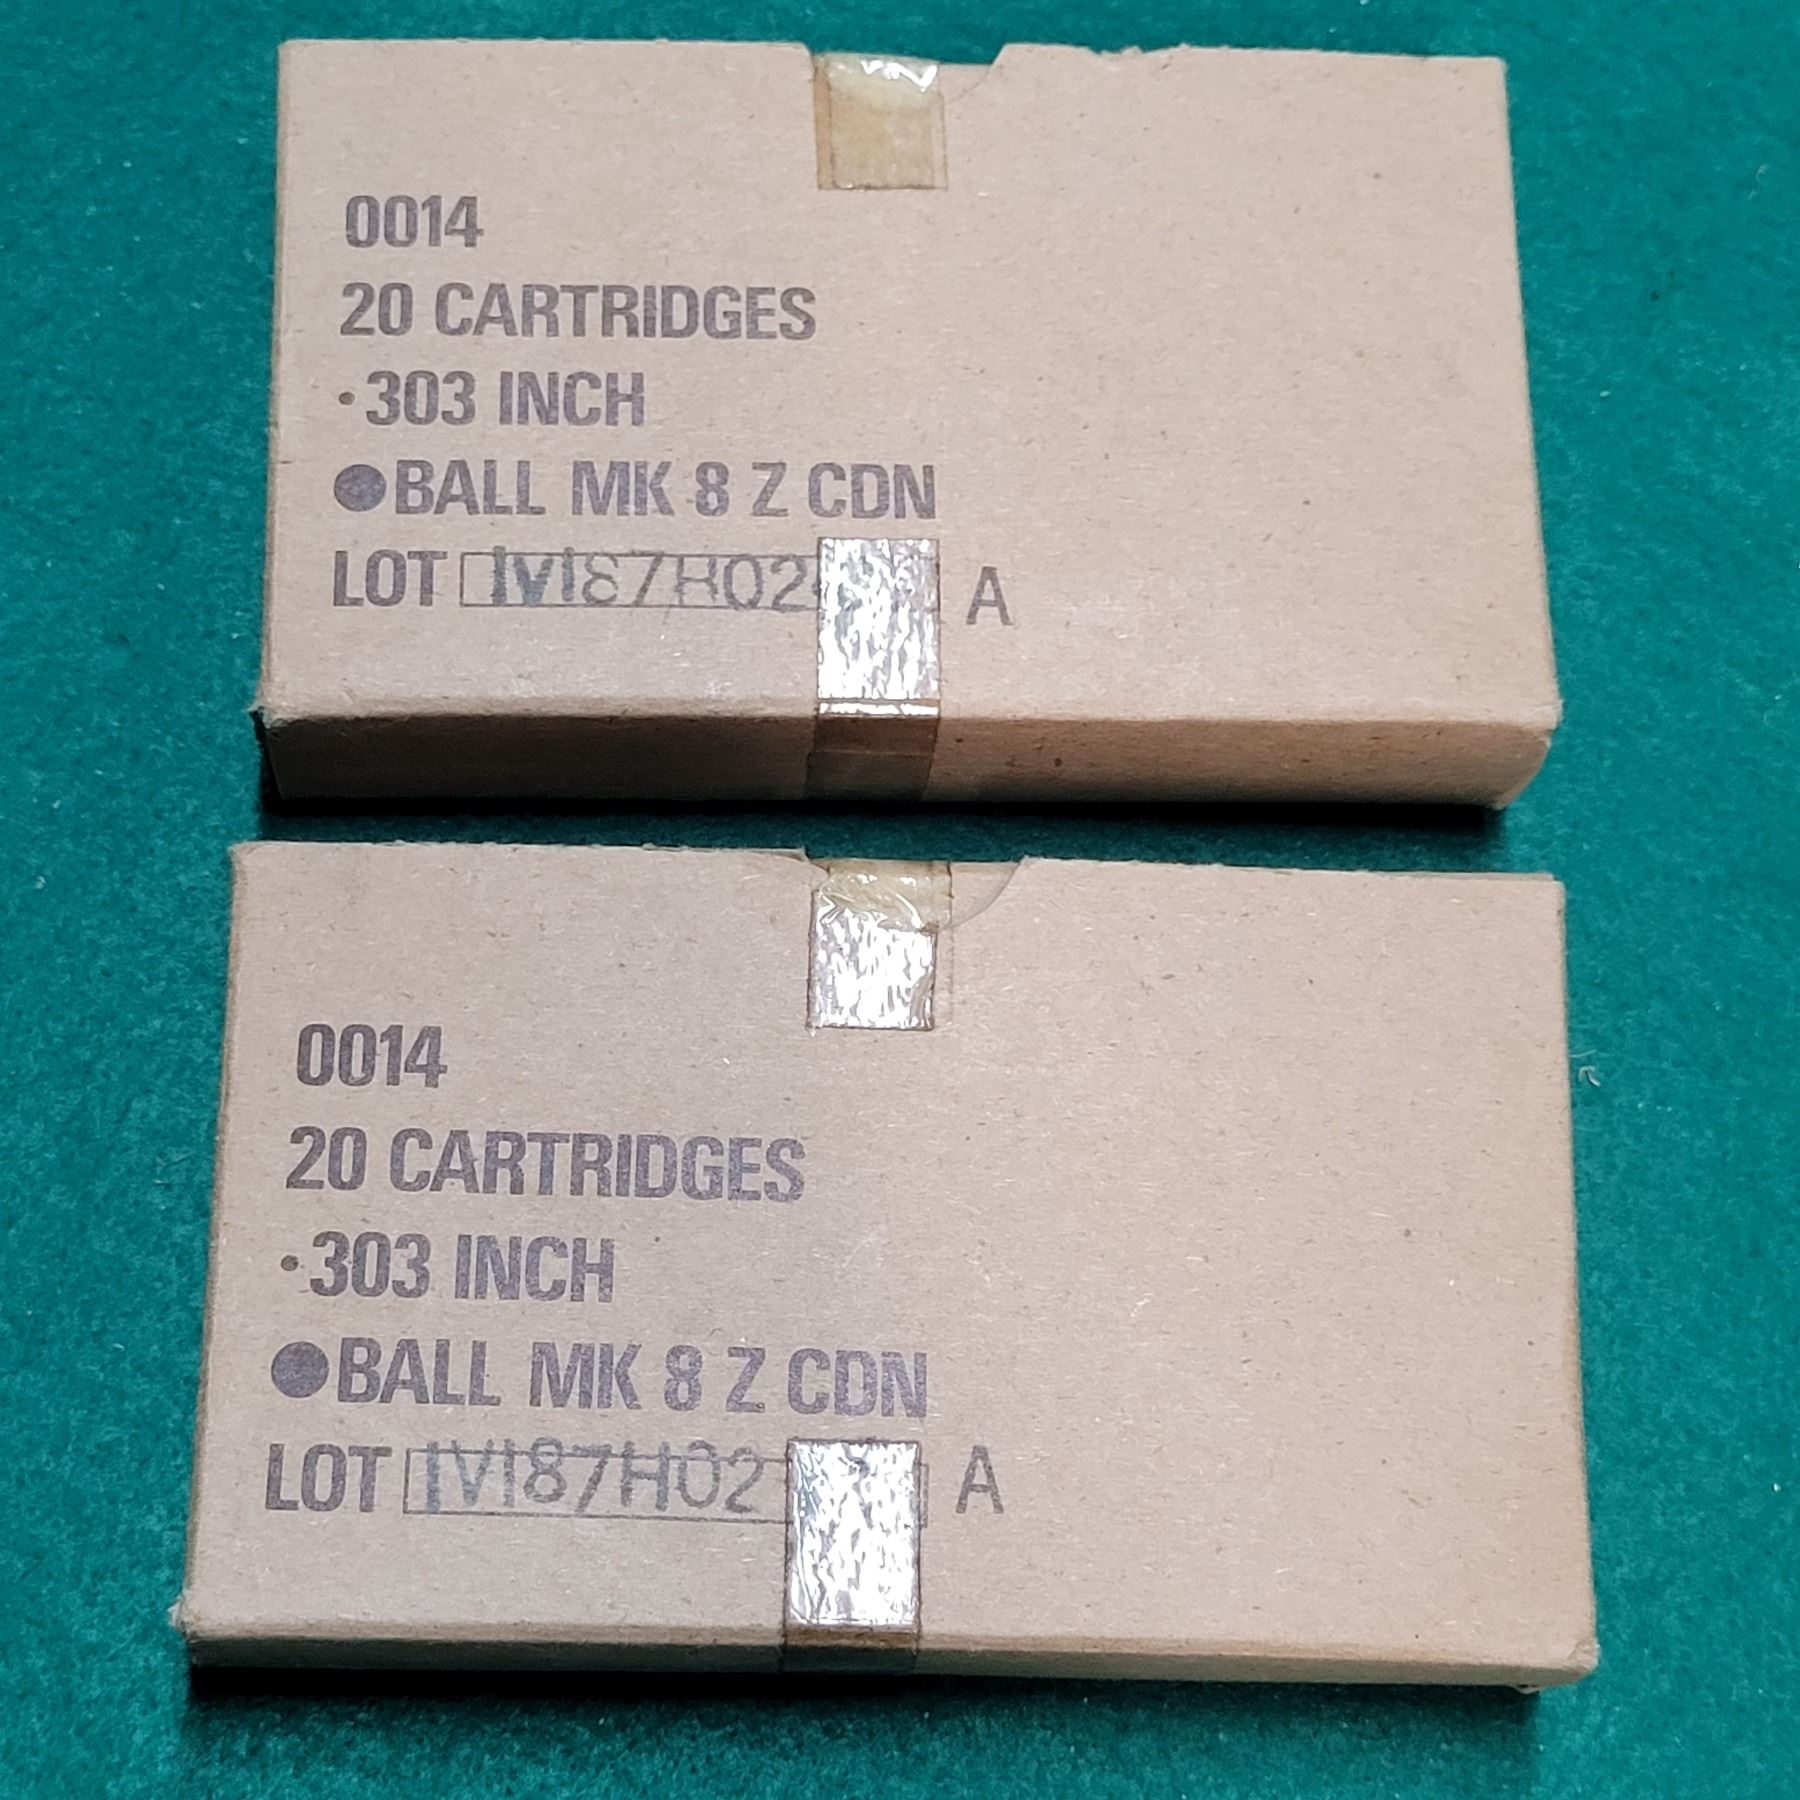 0014
20 CARTRIDGES
.303 INCH
●BALL MK 8 Z CDN
LOT IVI87H02 A
0014
20 CARTRIDGES
.303 INCH
●BALL MK 8 Z CDN
LOT IVI87H02 A